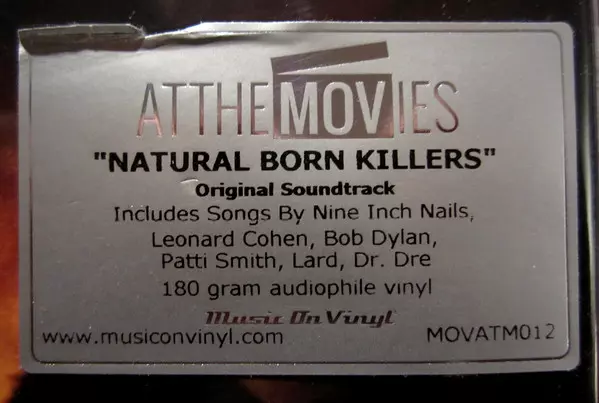 ATTHEMOVIES
"NATURAL BORN KILLERS"
Original Soundtrack
Includes Songs By Nine Inch Nails,
Leonard Cohen, Bob Dylan,
Patti Smith, Lard, Dr. Dre
180 gram audiophile vinyl
Music On Vinyl
www.musiconvinyl.com MOVATM012